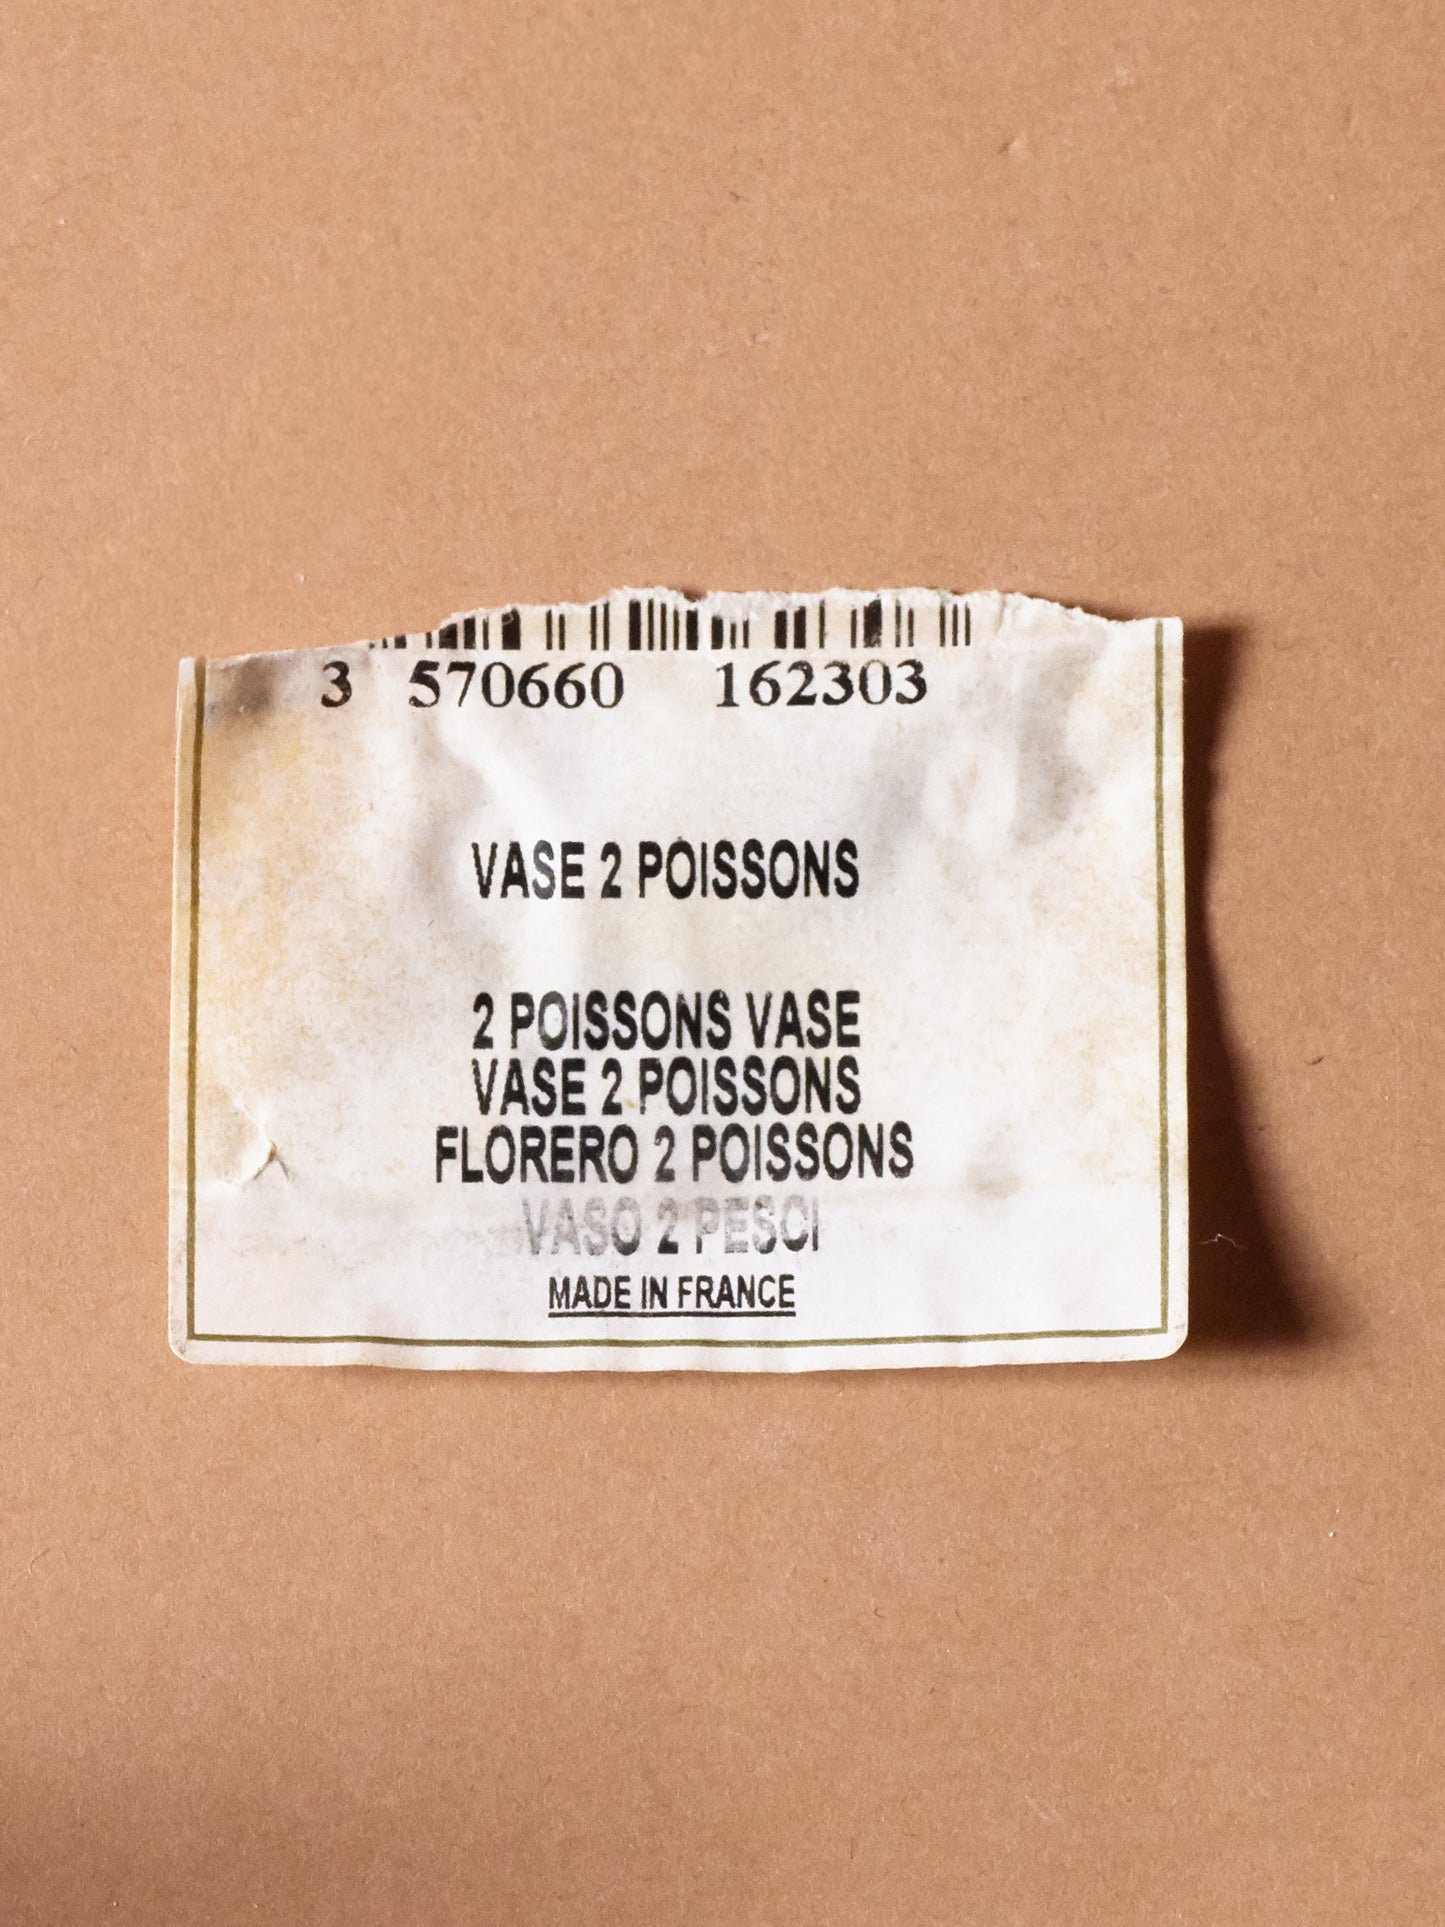 3 570660 162303
VASE 2 POISSONS
2 POISSONS VASE
VASE 2 POISSONS
FLORERO 2 POISSONS
VASO 2 PESCI
MADE IN FRANCE